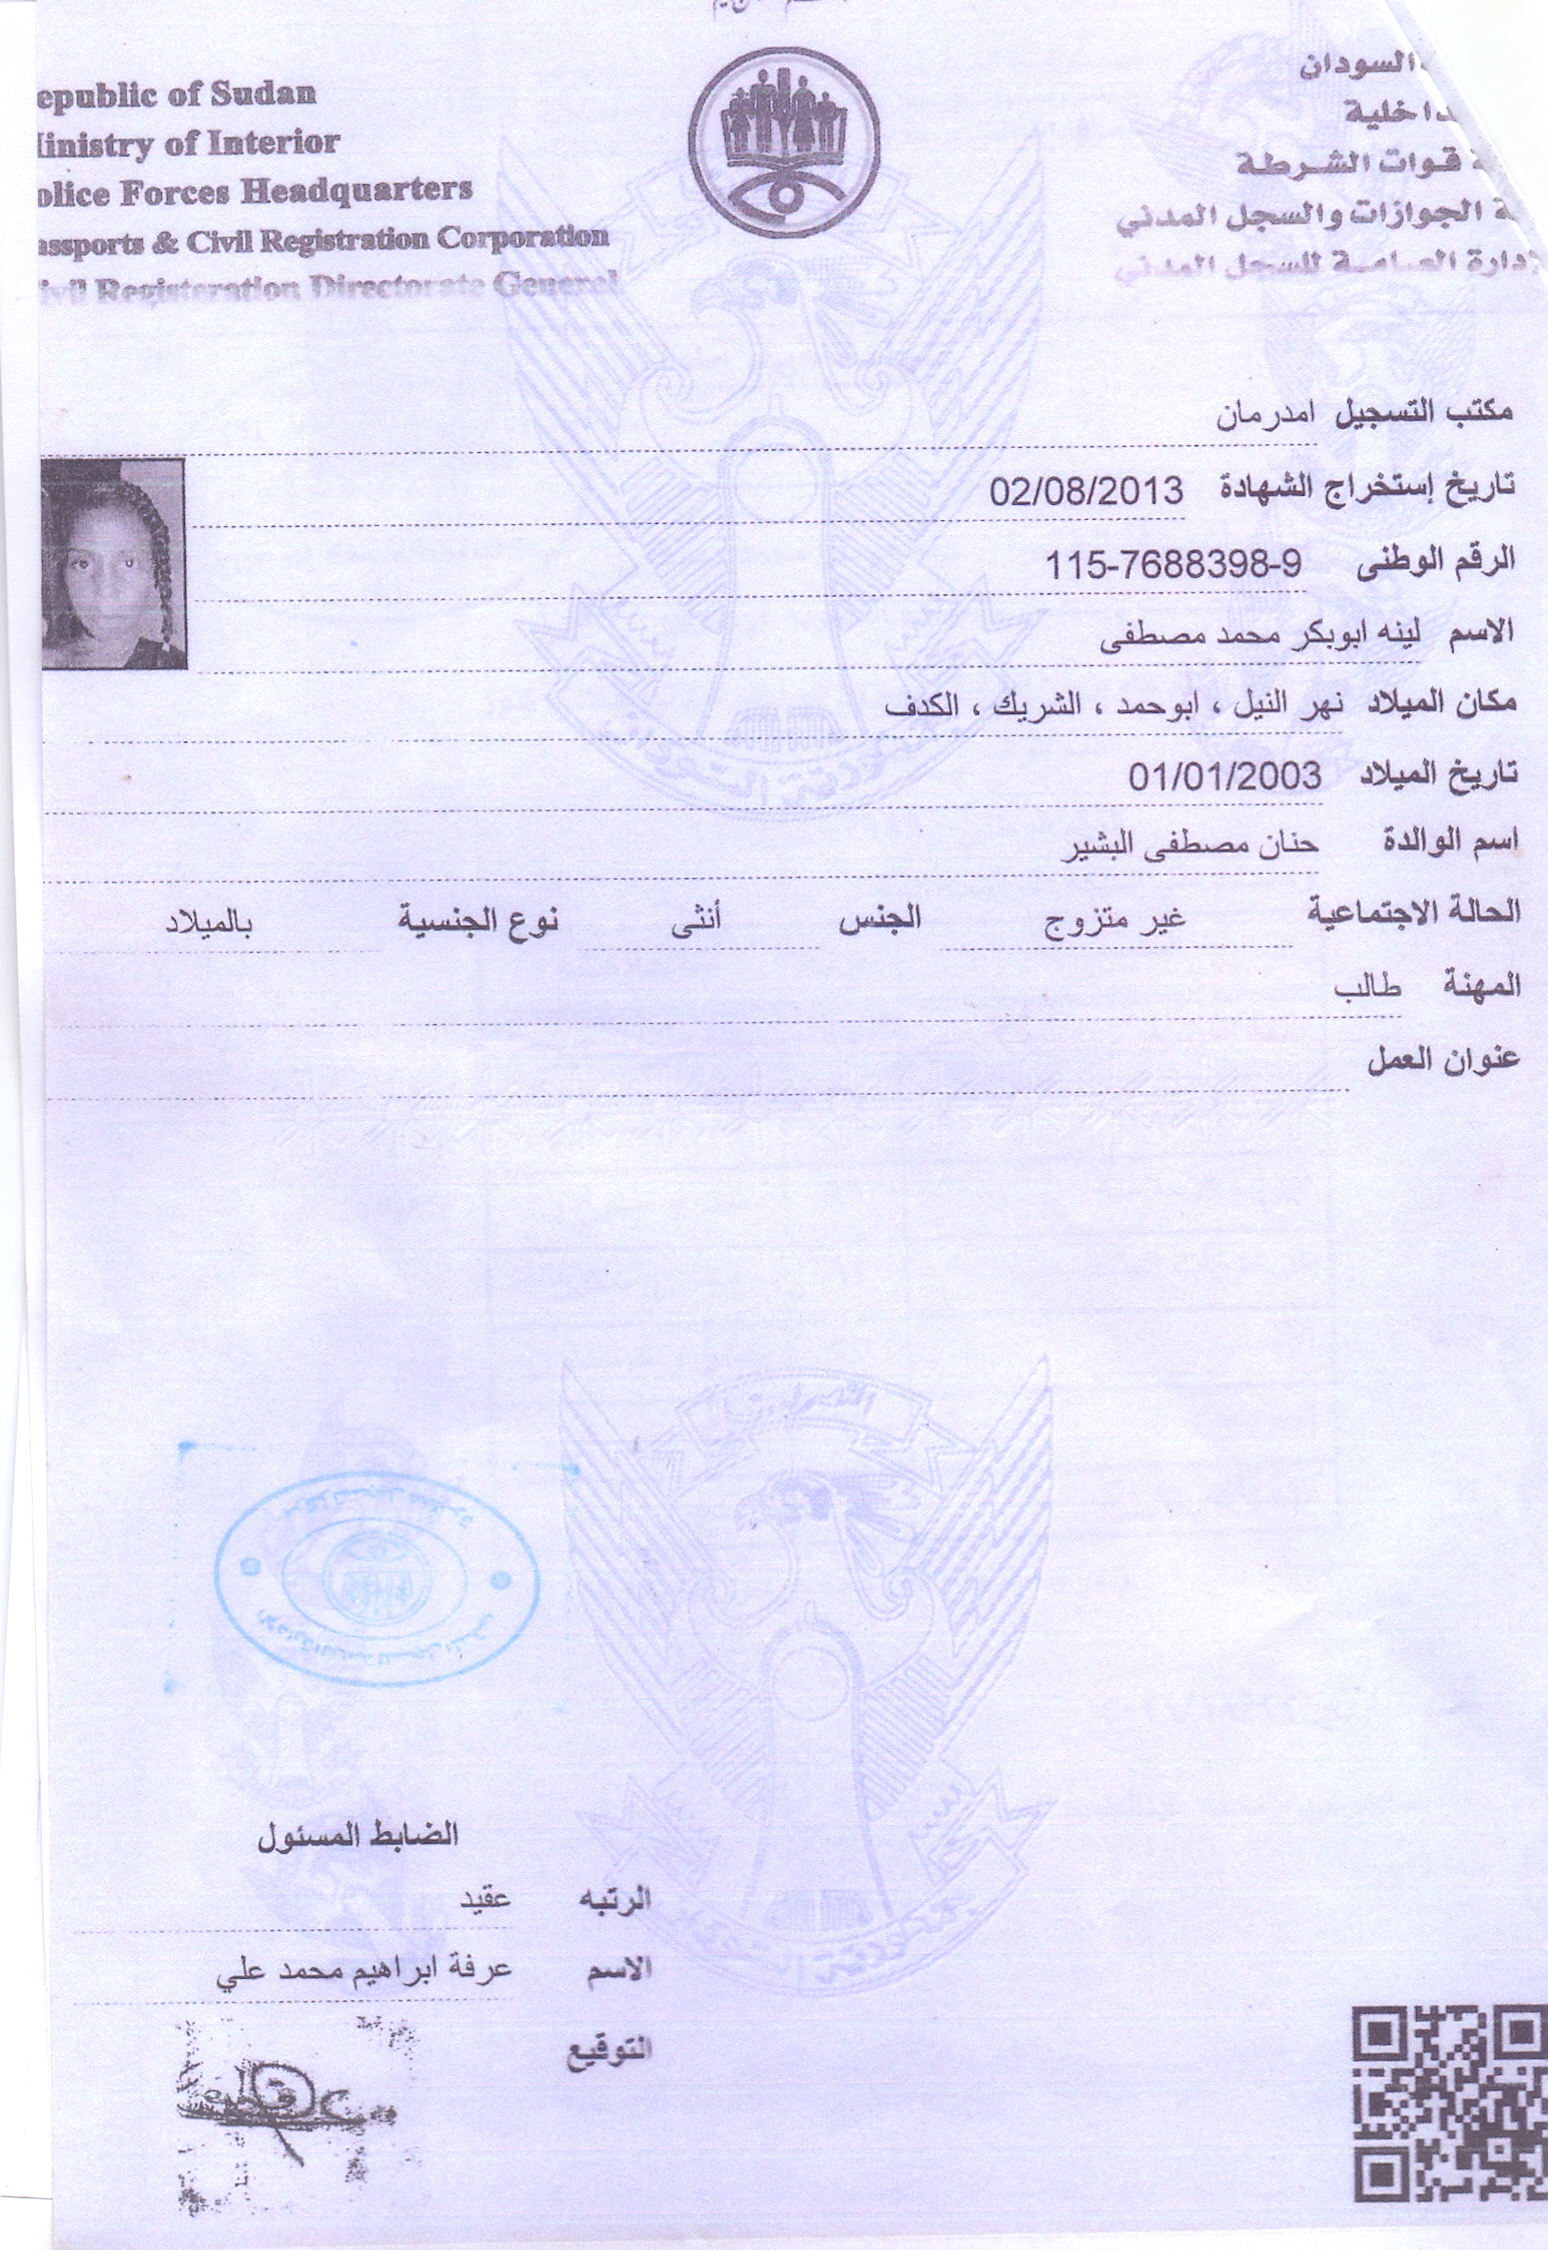 epublic of Sudan
inistry of Interior
olice Forces Headquarters
assports & Civil Registration Corporation
ivil Registeration Directorate General
السودان
داخلية
ة قوات الشرطة
ة الجوازات والسجل المدني
إدارة العامة للسجل المدني
مكتب التسجيل امدرمان
تاريخ إستخراج الشهادة 02/08/2013
الرقم الوطنى 115-7688398-9
الاسم لينه ابوبكر محمد مصطفى
مكان الميلاد نهر النيل ، ابوحمد ، الشريك ، الكدف
تاريخ الميلاد 01/01/2003
اسم الوالدة حنان مصطفى البشير
الحالة الاجتماعية غير متزوج الجنس أنثى نوع الجنسية بالميلاد
المهنة طالب
عنوان العمل
الضابط المسئول
الرتبه عقيد
الاسم عرفة ابراهيم محمد علي
التوقيع